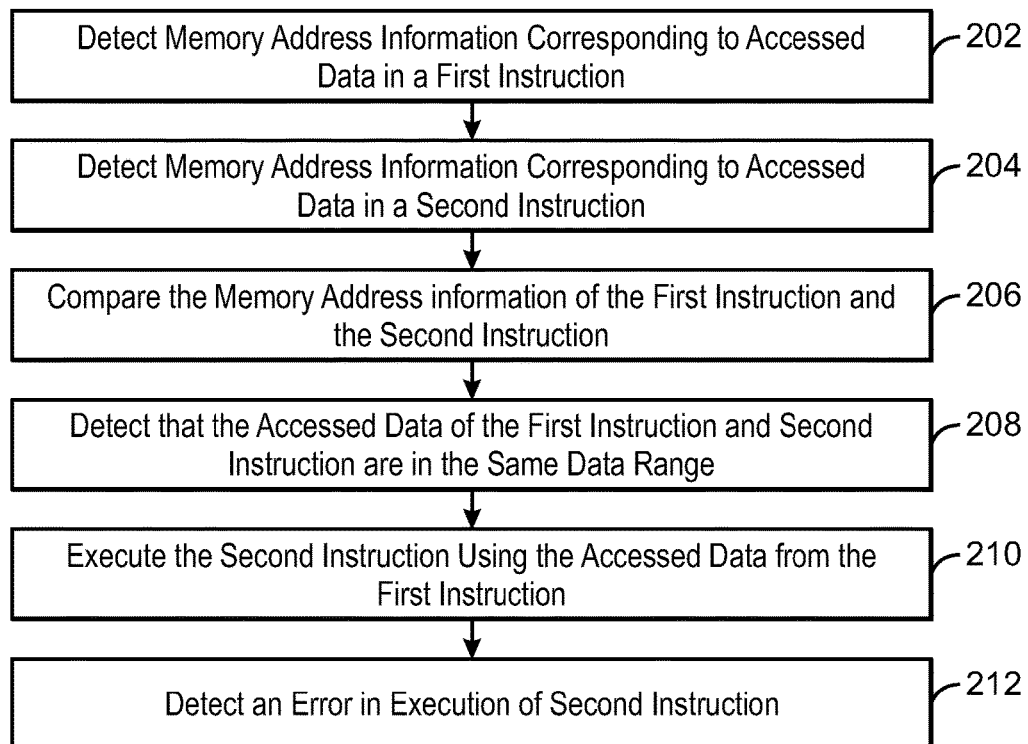 Detect Memory Address Information Corresponding to Accessed
Data in a First Instruction
202
Detect Memory Address Information Corresponding to Accessed
Data in a Second Instruction
204
Compare the Memory Address information of the First Instruction and
the Second Instruction
206
Detect that the Accessed Data of the First Instruction and Second
Instruction are in the Same Data Range
208
Execute the Second Instruction Using the Accessed Data from the
First Instruction
210
Detect an Error in Execution of Second Instruction
212